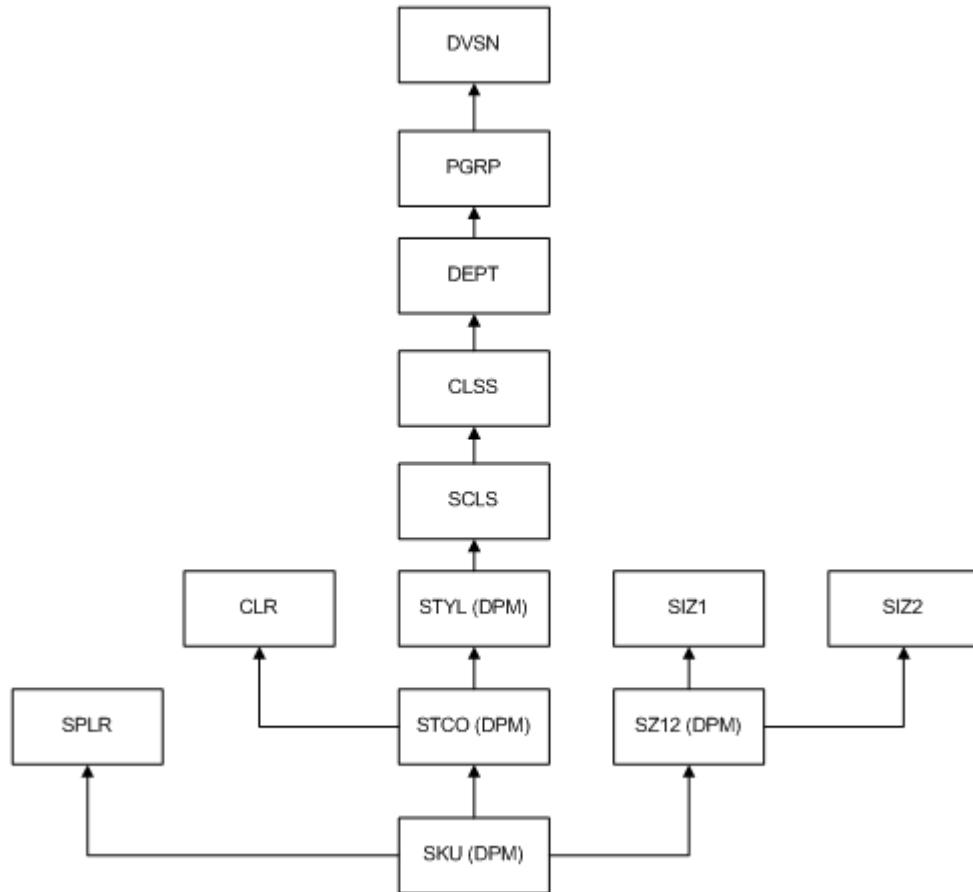 DVSN
PGRP
DEPT
CLSS
SCLS
CLR
STYL (DPM)
SIZ1
SIZ2
SPLR
STCO (DPM)
SZ12 (DPM)
SKU (DPM)